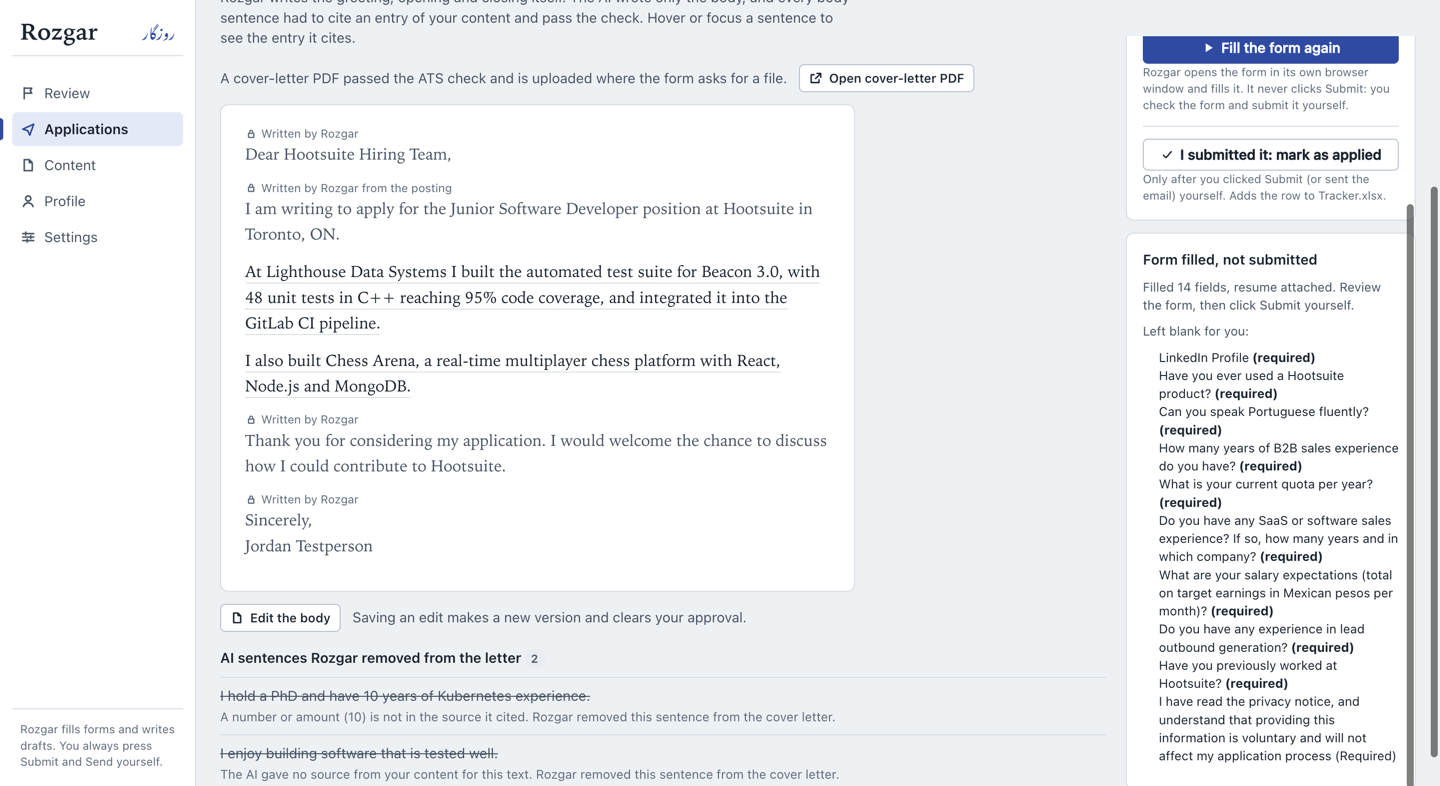 Rozgar روزگار
Review
Applications
Content
Profile
Settings
Rozgar fills forms and writes
drafts. You always press
Submit and Send yourself.
sentence had to cite an entry of your content and pass the check. Hover or focus a sentence to
see the entry it cites.
A cover-letter PDF passed the ATS check and is uploaded where the form asks for a file.
Open cover-letter PDF
Written by Rozgar
Dear Hootsuite Hiring Team,
Written by Rozgar from the posting
I am writing to apply for the Junior Software Developer position at Hootsuite in
Toronto, ON.
At Lighthouse Data Systems I built the automated test suite for Beacon 3.0, with
48 unit tests in C++ reaching 95% code coverage, and integrated it into the
GitLab CI pipeline.
I also built Chess Arena, a real-time multiplayer chess platform with React,
Node.js and MongoDB.
Written by Rozgar
Thank you for considering my application. I would welcome the chance to discuss
how I could contribute to Hootsuite.
Written by Rozgar
Sincerely,
Jordan Testperson
Edit the body
Saving an edit makes a new version and clears your approval.
AI sentences Rozgar removed from the letter 2
I hold a PhD and have 10 years of Kubernetes experience.
A number or amount (10) is not in the source it cited. Rozgar removed this sentence from the cover letter.
I enjoy building software that is tested well.
The AI gave no source from your content for this text. Rozgar removed this sentence from the cover letter.
Fill the form again
Rozgar opens the form in its own browser
window and fills it. It never clicks Submit: you
check the form and submit it yourself.
I submitted it: mark as applied
Only after you clicked Submit (or sent the
email) yourself. Adds the row to Tracker.xlsx.
Form filled, not submitted
Filled 14 fields, resume attached. Review
the form, then click Submit yourself.
Left blank for you:
LinkedIn Profile (required)
Have you ever used a Hootsuite
product? (required)
Can you speak Portuguese fluently?
(required)
How many years of B2B sales experience
do you have? (required)
What is your current quota per year?
(required)
Do you have any SaaS or software sales
experience? If so, how many years and in
which company? (required)
What are your salary expectations (total
on target earnings in Mexican pesos per
month)? (required)
Do you have any experience in lead
outbound generation? (required)
Have you previously worked at
Hootsuite? (required)
I have read the privacy notice, and
understand that providing this
information is voluntary and will not
affect my application process (Required)